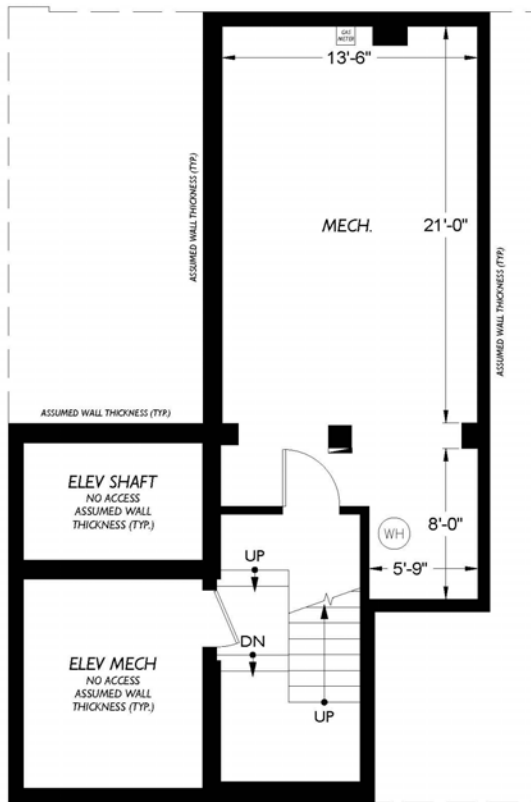 GAS
METER
13'-6"
ASSUMED WALL THICKNESS (TYP.)
MECH.
21'-0"
ASSUMED WALL THICKNESS (TYP.)
ASSUMED WALL THICKNESS (TYP.)
ELEV SHAFT
NO ACCESS
ASSUMED WALL
THICKNESS (TYP.)
WH
8'-0"
UP
5'-9"
DN
ELEV MECH
NO ACCESS
ASSUMED WALL
THICKNESS (TYP.)
UP